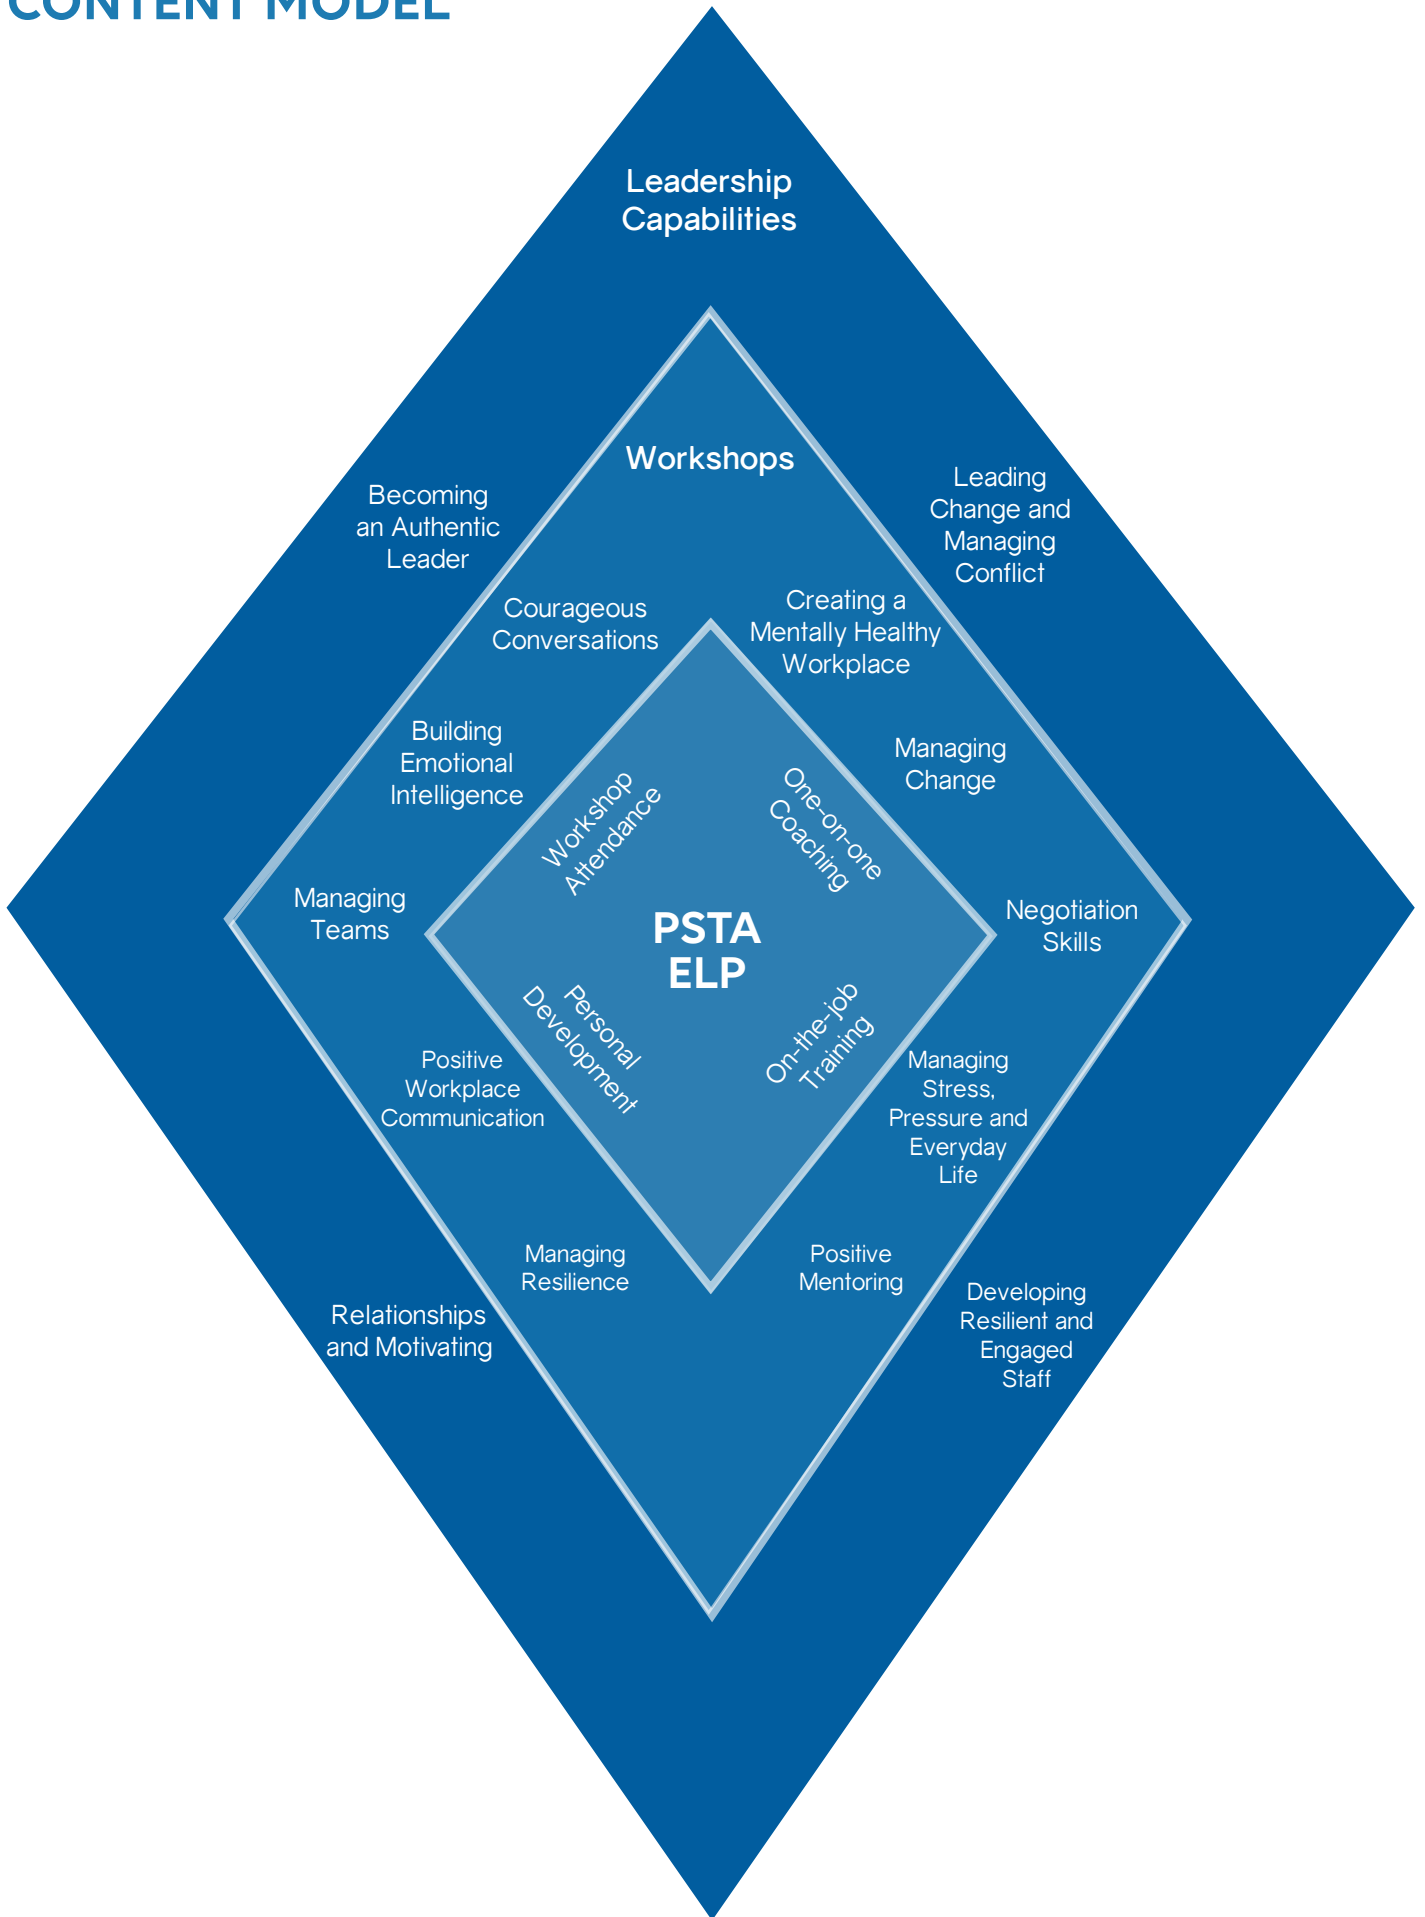 CONTENT MODEL
Leadership
Capabilities
Workshops
Becoming
an Authentic
Leader
Leading
Change and
Managing
Conflict
Courageous
Conversations
Creating a
Mentally Healthy
Workplace
Building
Emotional
Intelligence
Managing
Change
Workshop
Attendance
One-on-one
Coaching
Managing
Teams
PSTA
ELP
Negotiation
Skills
Personal
Development
On-the-job
Training
Positive
Workplace
Communication
Managing
Stress,
Pressure and
Everyday
Life
Managing
Resilience
Positive
Mentoring
Relationships
and Motivating
Developing
Resilient and
Engaged
Staff